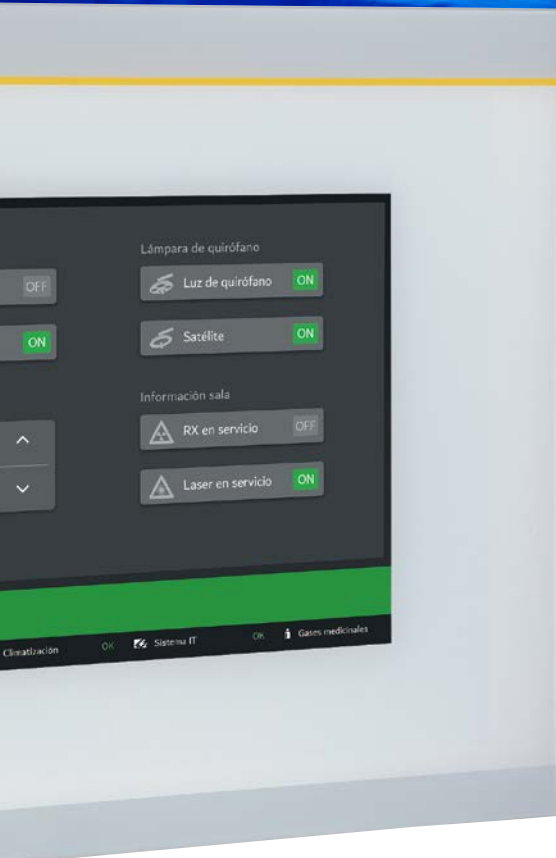 OFF
ON
Lámpara de quirófano
Luz de quirófano ON
Satélite ON
Información sala
RX en servicio OFF
Laser en servicio ON
Climatización OK Sistema IT OK Gases medicinales